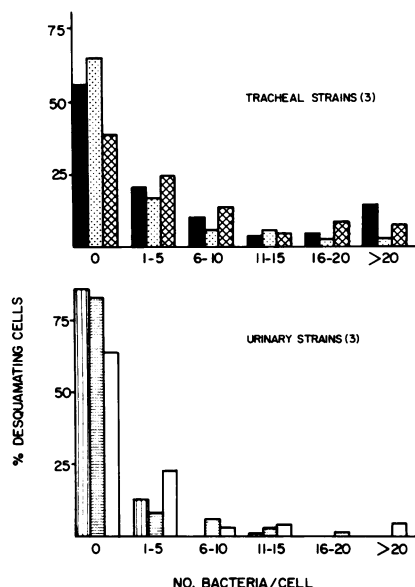 75
50
25
TRACHEAL STRAINS (3)
0 1-5 6-10 11-15 16-20 >20
% DESQUAMATING CELLS
75
50
25
URINARY STRAINS (3)
0 1-5 6-10 11-15 16-20 >20
NO. BACTERIA/CELL